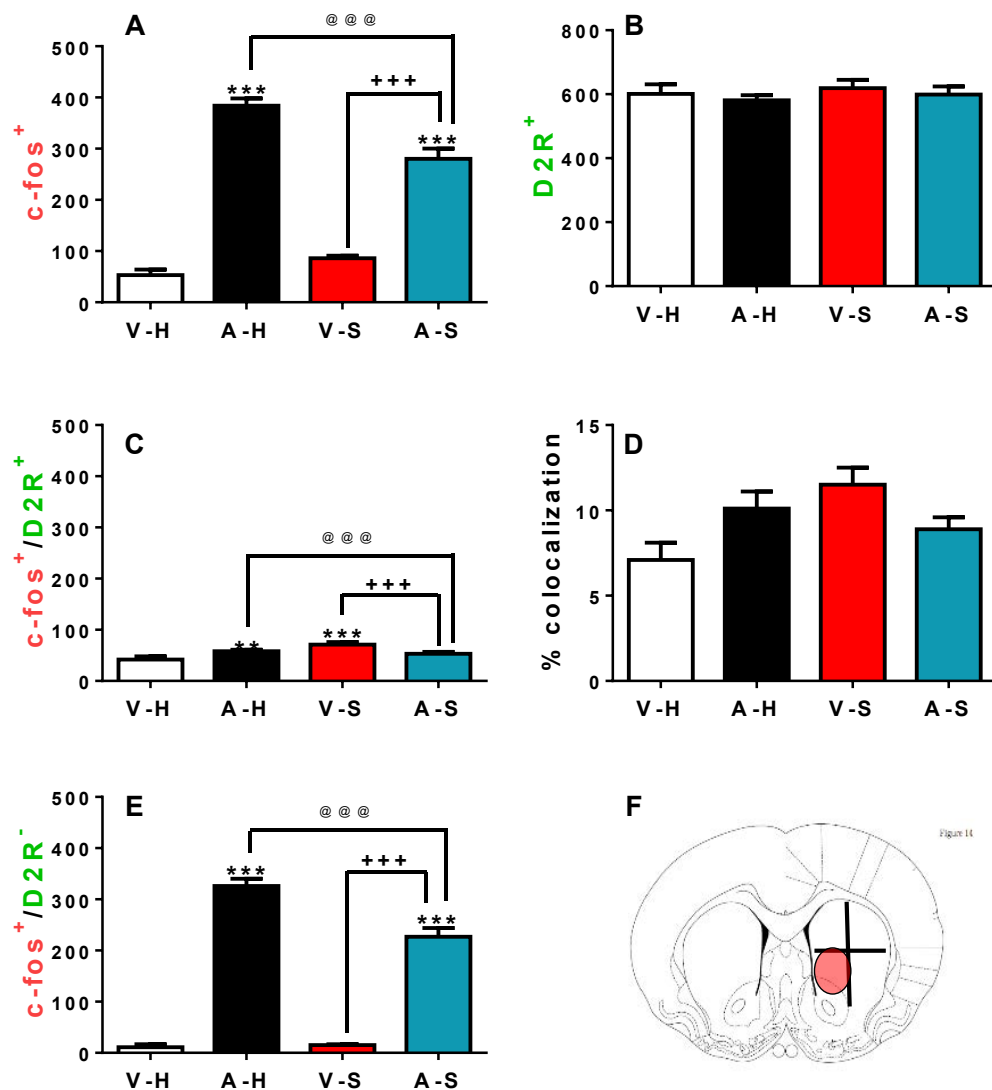 A
@ @ @
+ + +
***
***
c-fos+
500
400
300
200
100
0
V-H A-H V-S A-S
B
D2R+
800
600
400
200
0
V-H A-H V-S A-S
C
@ @ @
+++
**
***
c-fos+/D2R+
500
400
300
200
100
0
V-H A-H V-S A-S
D
% colocalization
15
10
5
0
V-H A-H V-S A-S
E
@ @ @
+++
***
***
c-fos+/D2R-
500
400
300
200
100
0
V-H A-H V-S A-S
F
Figure 14